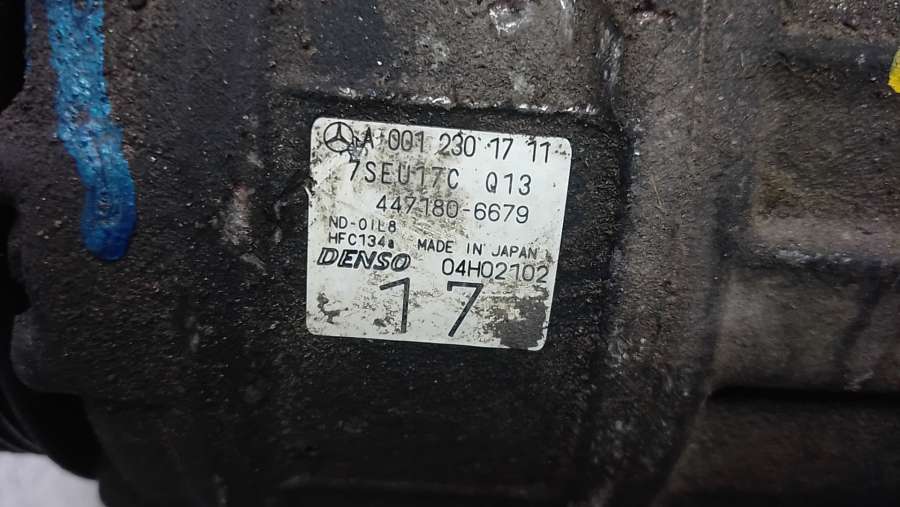 A 001 230 17 11
7SEU17C Q13
447180-6679
ND-OIL8
HFC134a MADE IN JAPAN
DENSO 04H02102
17